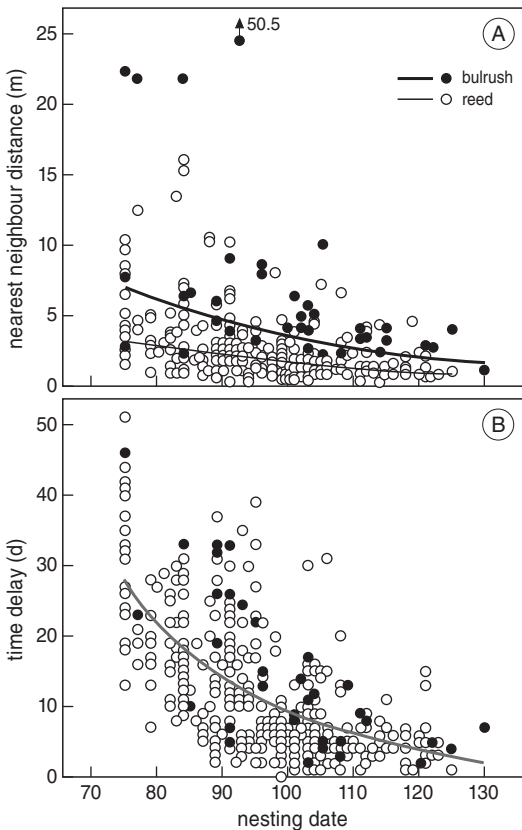 50.5
A
25
bulrush
reed
20
15
10
5
0
nearest neighbour distance (m)
B
50
40
30
20
10
0
time delay (d)
70 80 90 100 110 120 130
nesting date